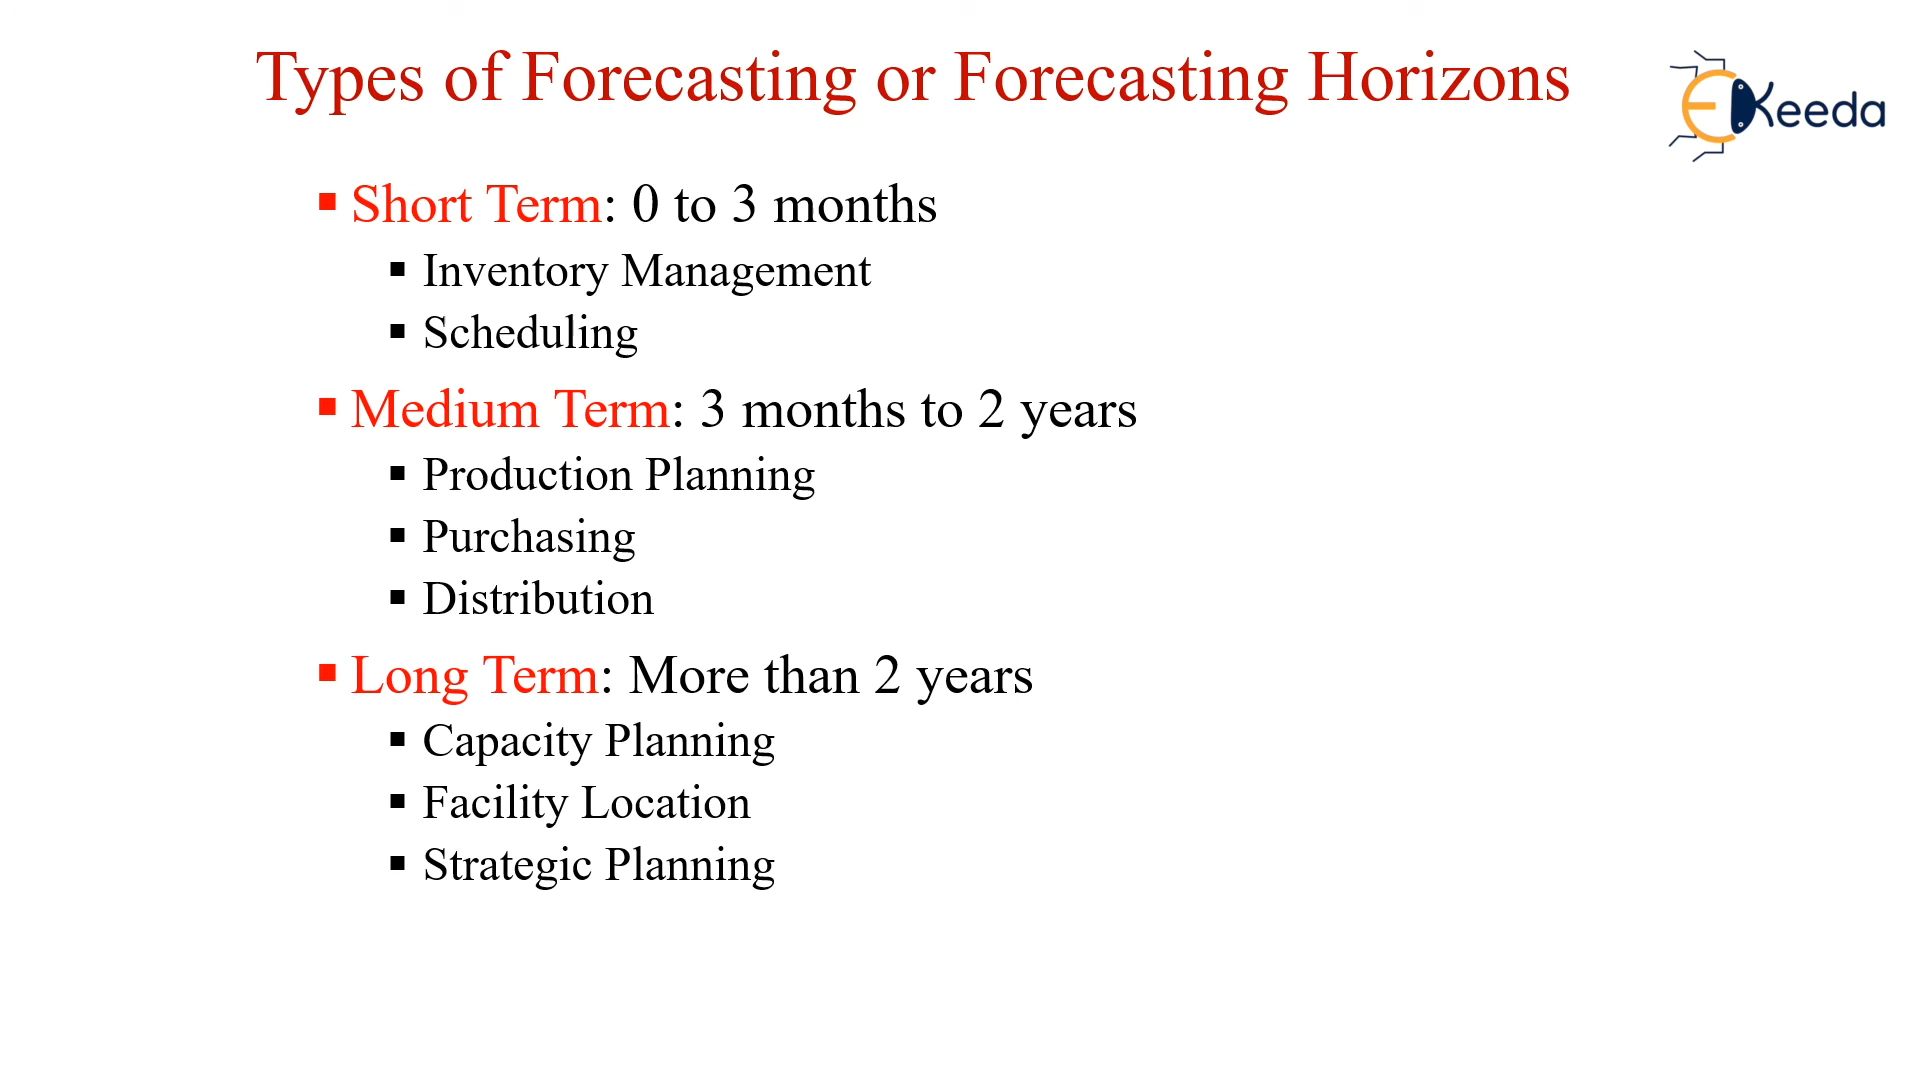 Types of Forecasting or Forecasting Horizons
EKeeda
▪ Short Term: 0 to 3 months
▪ Inventory Management
▪ Scheduling
▪ Medium Term: 3 months to 2 years
▪ Production Planning
▪ Purchasing
▪ Distribution
▪ Long Term: More than 2 years
▪ Capacity Planning
▪ Facility Location
▪ Strategic Planning